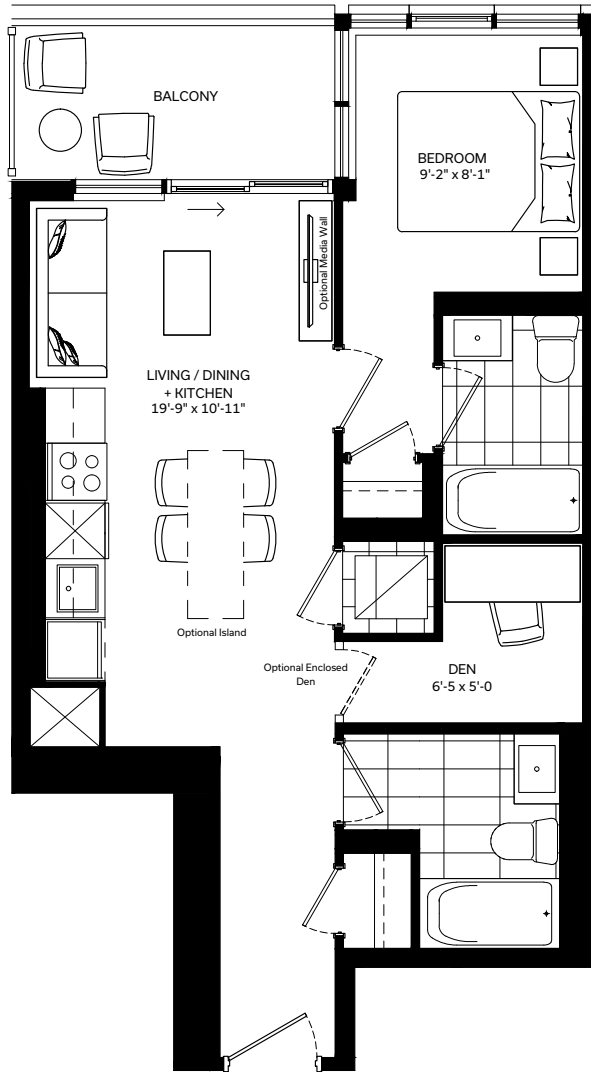 BALCONY
BEDROOM
9'-2" x 8'-1"
Optional Media Wall
LIVING / DINING
+ KITCHEN
19'-9" x 10'-11"
Optional Island
Optional Enclosed
Den
DEN
6'-5 x 5'-0